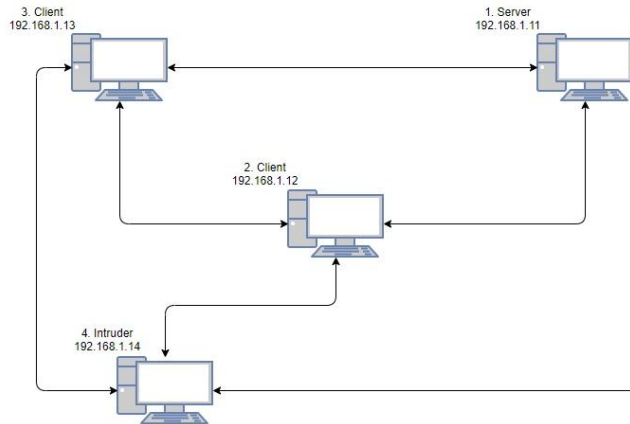 3. Client
192.168.1.13
1. Server
192.168.1.11
2. Client
192.168.1.12
4. Intruder
192.168.1.14